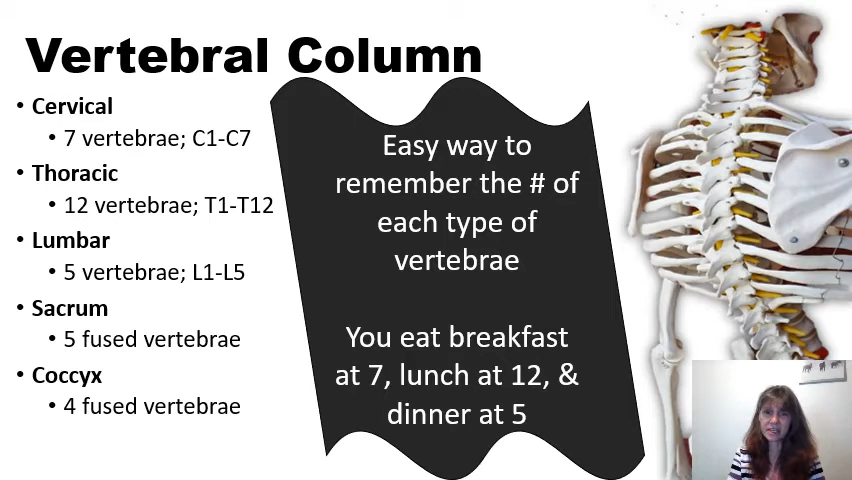 Vertebral Column
• Cervical
• 7 vertebrae; C1-C7
• Thoracic
• 12 vertebrae; T1-T12
• Lumbar
• 5 vertebrae; L1-L5
• Sacrum
• 5 fused vertebrae
• Coccyx
• 4 fused vertebrae
Easy way to
remember the # of
each type of
vertebrae
You eat breakfast
at 7, lunch at 12, &
dinner at 5